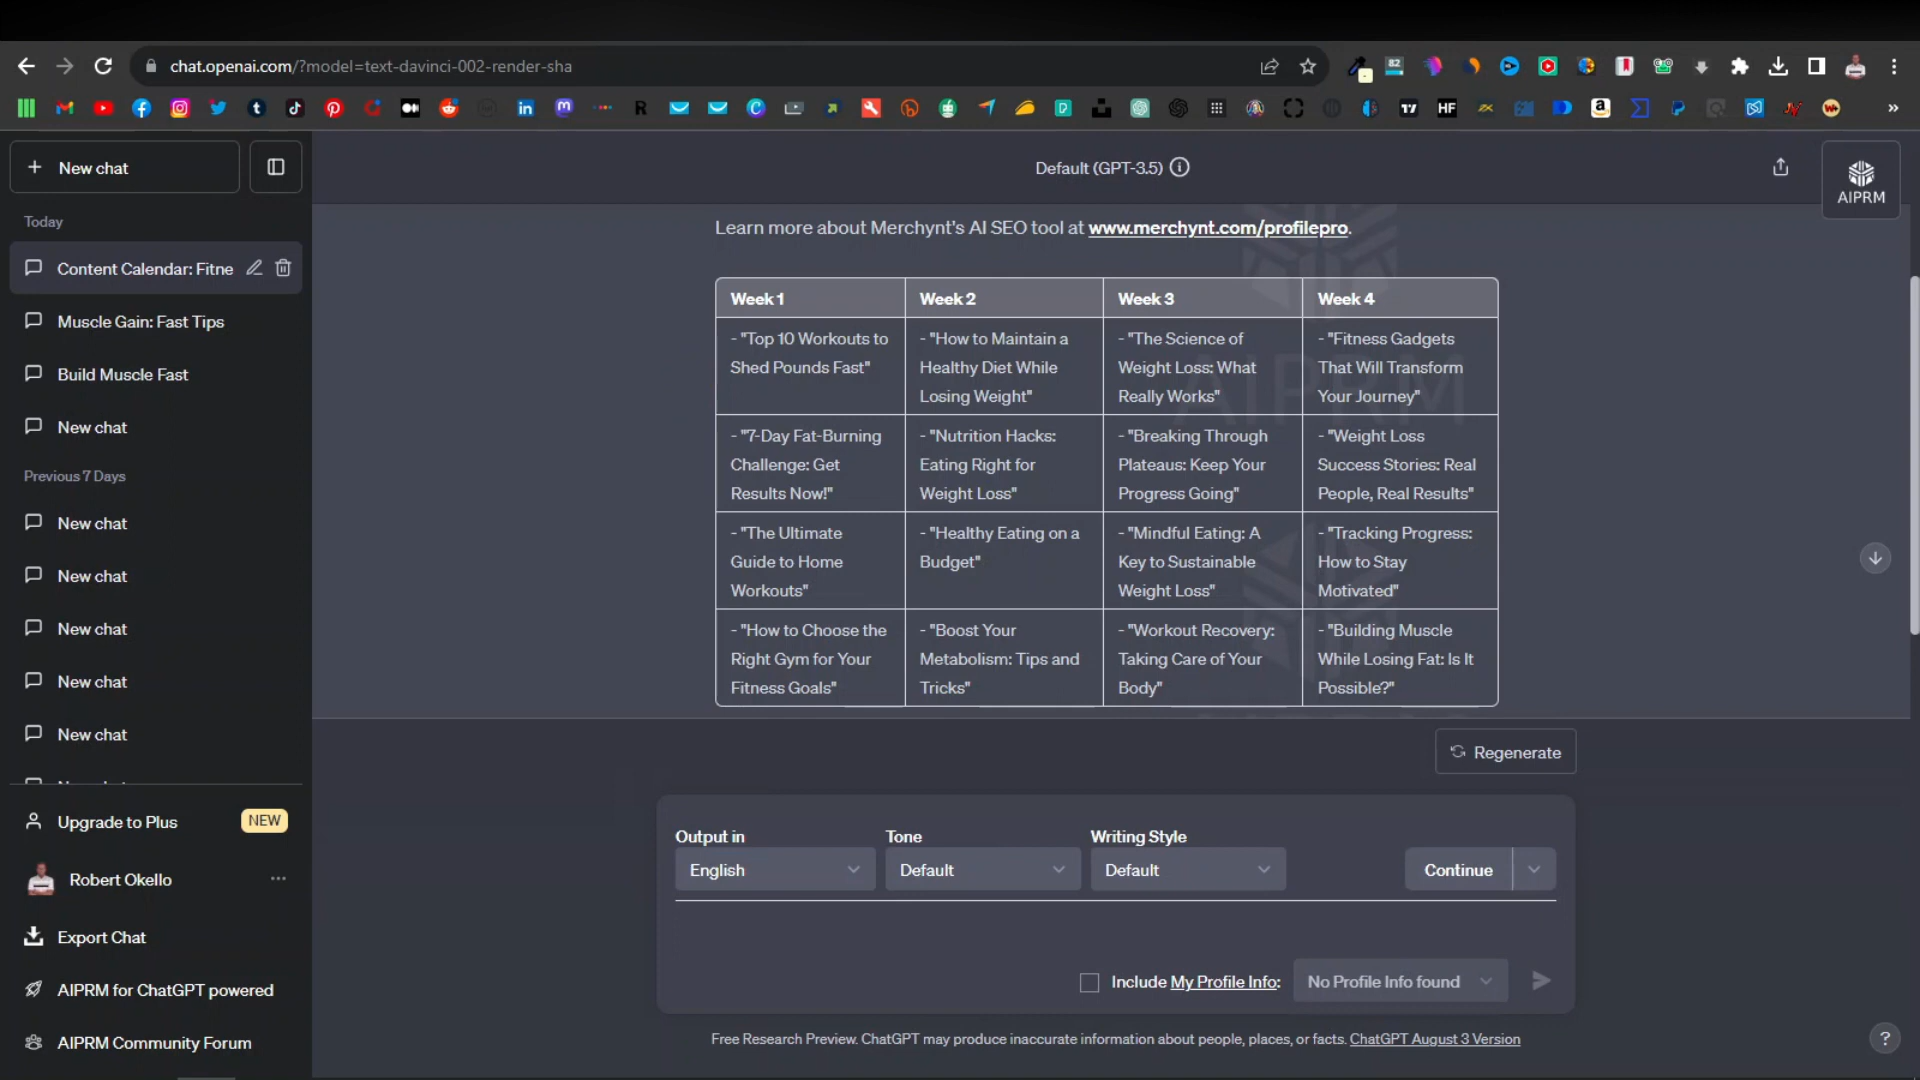 chat.openai.com/?model=text-davinci-002-render-sha
82
New chat
Default (GPT-3.5)
AIPRM
Today
Content Calendar: Fitne
Muscle Gain: Fast Tips
Build Muscle Fast
New chat
Previous 7 Days
New chat
New chat
New chat
New chat
New chat
Upgrade to Plus NEW
Robert Okello
Export Chat
AIPRM for ChatGPT powered
AIPRM Community Forum
Learn more about Merchynt's AI SEO tool at www.merchynt.com/profilepro.
Week 1 Week 2 Week 3 Week 4
- "Top 10 Workouts to - "How to Maintain a - "The Science of - "Fitness Gadgets
Shed Pounds Fast" Healthy Diet While Weight Loss: What That Will Transform
Losing Weight" Really Works" Your Journey"
- "7-Day Fat-Burning - "Nutrition Hacks: - "Breaking Through - "Weight Loss
Challenge: Get Eating Right for Plateaus: Keep Your Success Stories: Real
Results Now!" Weight Loss" Progress Going" People, Real Results"
- "The Ultimate - "Healthy Eating on a - "Mindful Eating: A - "Tracking Progress:
Guide to Home Budget" Key to Sustainable How to Stay
Workouts" Weight Loss" Motivated"
- "How to Choose the - "Boost Your - "Workout Recovery: - "Building Muscle
Right Gym for Your Metabolism: Tips and Taking Care of Your While Losing Fat: Is It
Fitness Goals" Tricks" Body" Possible?"
AIPRM
Regenerate
Output in Tone Writing Style
English Default Default Continue
Include My Profile Info: No Profile Info found
Free Research Preview. ChatGPT may produce inaccurate information about people, places, or facts. ChatGPT August 3 Version
?